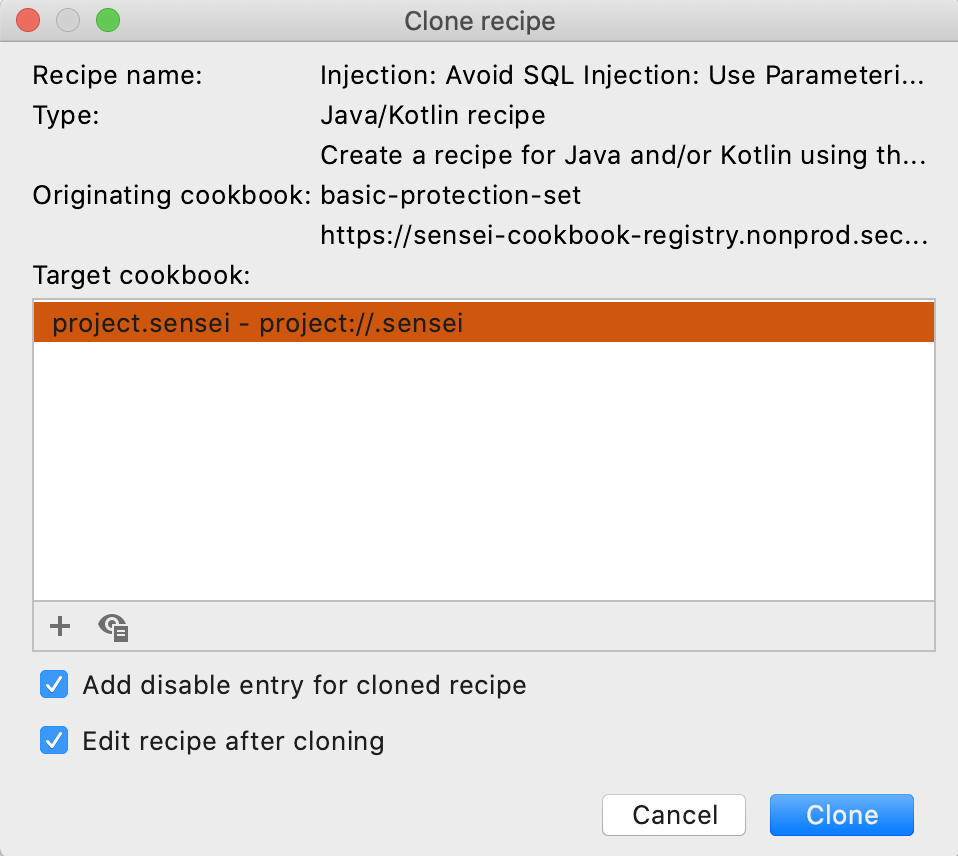 Clone recipe
Recipe name: Injection: Avoid SQL Injection: Use Parameteri...
Type: Java/Kotlin recipe
Create a recipe for Java and/or Kotlin using th...
Originating cookbook: basic-protection-set
https://sensei-cookbook-registry.nonprod.sec...
Target cookbook:
project.sensei - project://.sensei
Add disable entry for cloned recipe
Edit recipe after cloning
Cancel Clone